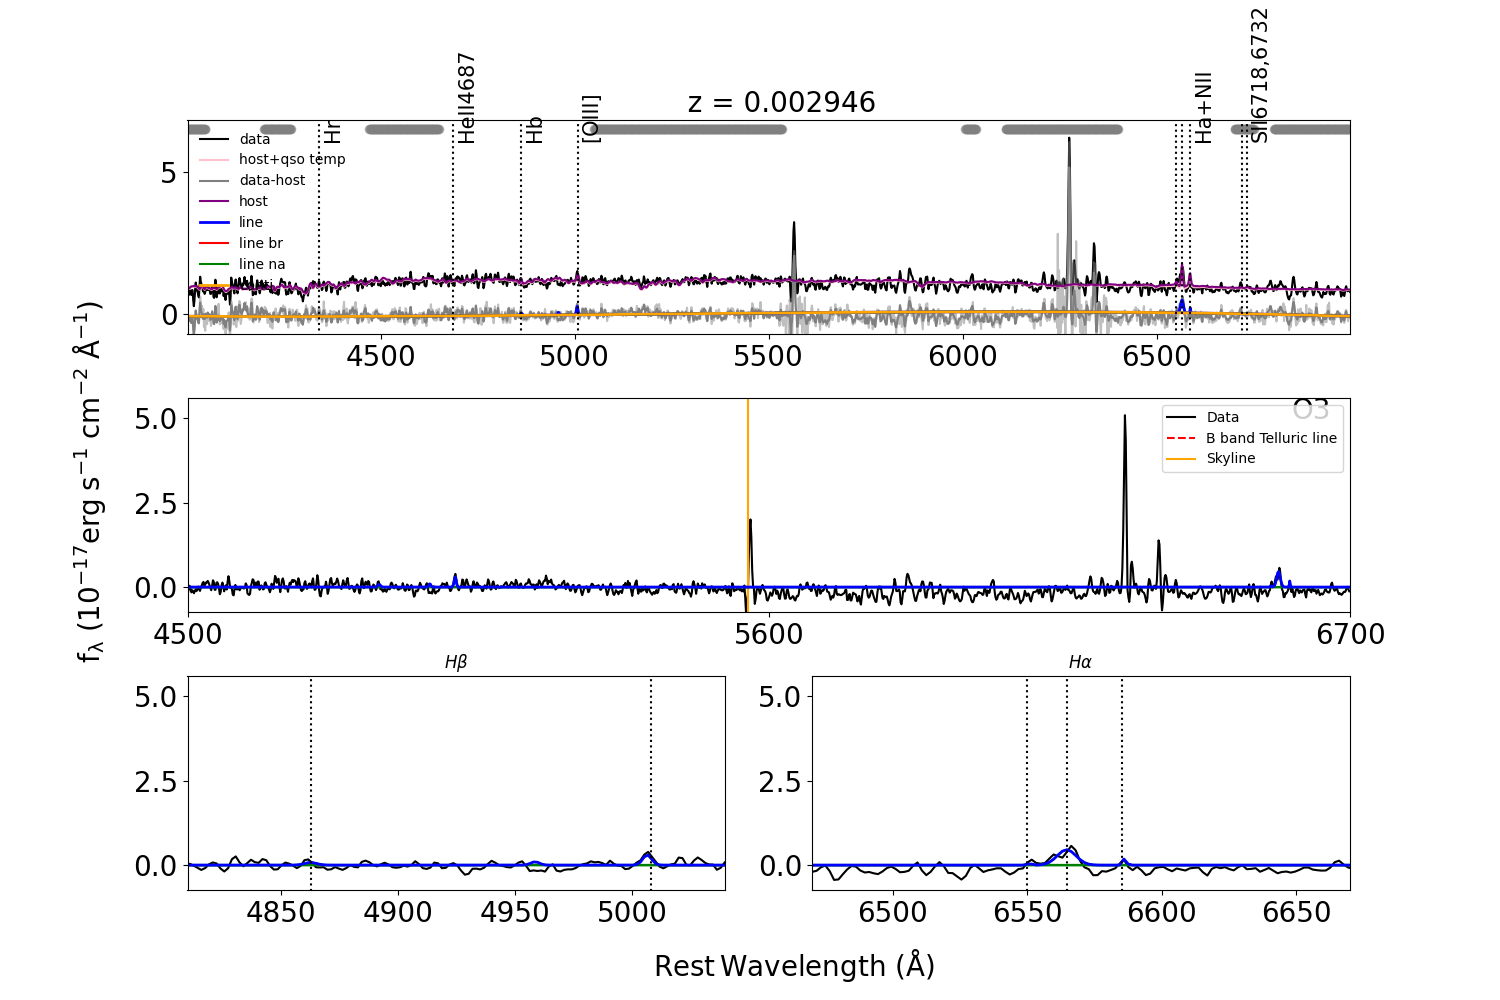 z = 0.002946
Hr
HeII4687
Hb
[OIII]
Ha+NII
SII6718,6732
data
host+qso temp
data-host
host
line
line br
line na
5
0
4500 5000 5500 6000 6500
O3
Data
B band Telluric line
Skyline
5.0
2.5
0.0
4500 5600 6700
fλ (10−17erg s−1 cm−2 Å−1)
Hβ
5.0
2.5
0.0
4850 4900 4950 5000
Hα
5.0
2.5
0.0
6500 6550 6600 6650
Rest Wavelength (Å)